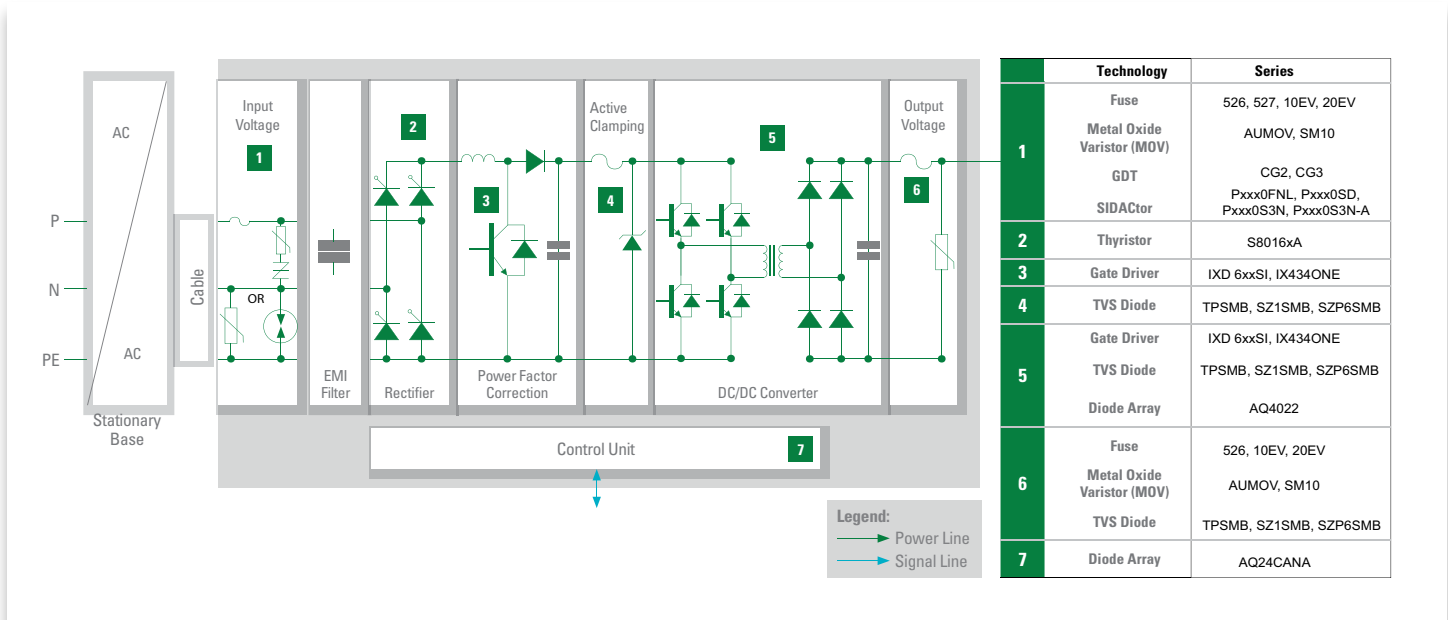 AC
AC
Stationary
Base
P
N
PE
Cable
Input
Voltage
1
OR
EMI
Filter
2
Rectifier
3
Power Factor
Correction
Active
Clamping
4
5
DC/DC Converter
Output
Voltage
6
Control Unit
7
Legend:
Power Line
Signal Line
Technology Series
1
Fuse 526, 527, 10EV, 20EV
Metal Oxide
Varistor (MOV) AUMOV, SM10
GDT CG2, CG3
SIDACtor Pxxx0FNL, Pxxx0SD,
Pxxx0S3N, Pxxx0S3N-A
2 Thyristor S8016xA
3 Gate Driver IXD 6xxSI, IX434ONE
4 TVS Diode TPSMB, SZ1SMB, SZP6SMB
5
Gate Driver IXD 6xxSI, IX434ONE
TVS Diode TPSMB, SZ1SMB, SZP6SMB
Diode Array AQ4022
6
Fuse 526, 10EV, 20EV
Metal Oxide
Varistor (MOV) AUMOV, SM10
TVS Diode TPSMB, SZ1SMB, SZP6SMB
7 Diode Array AQ24CANA